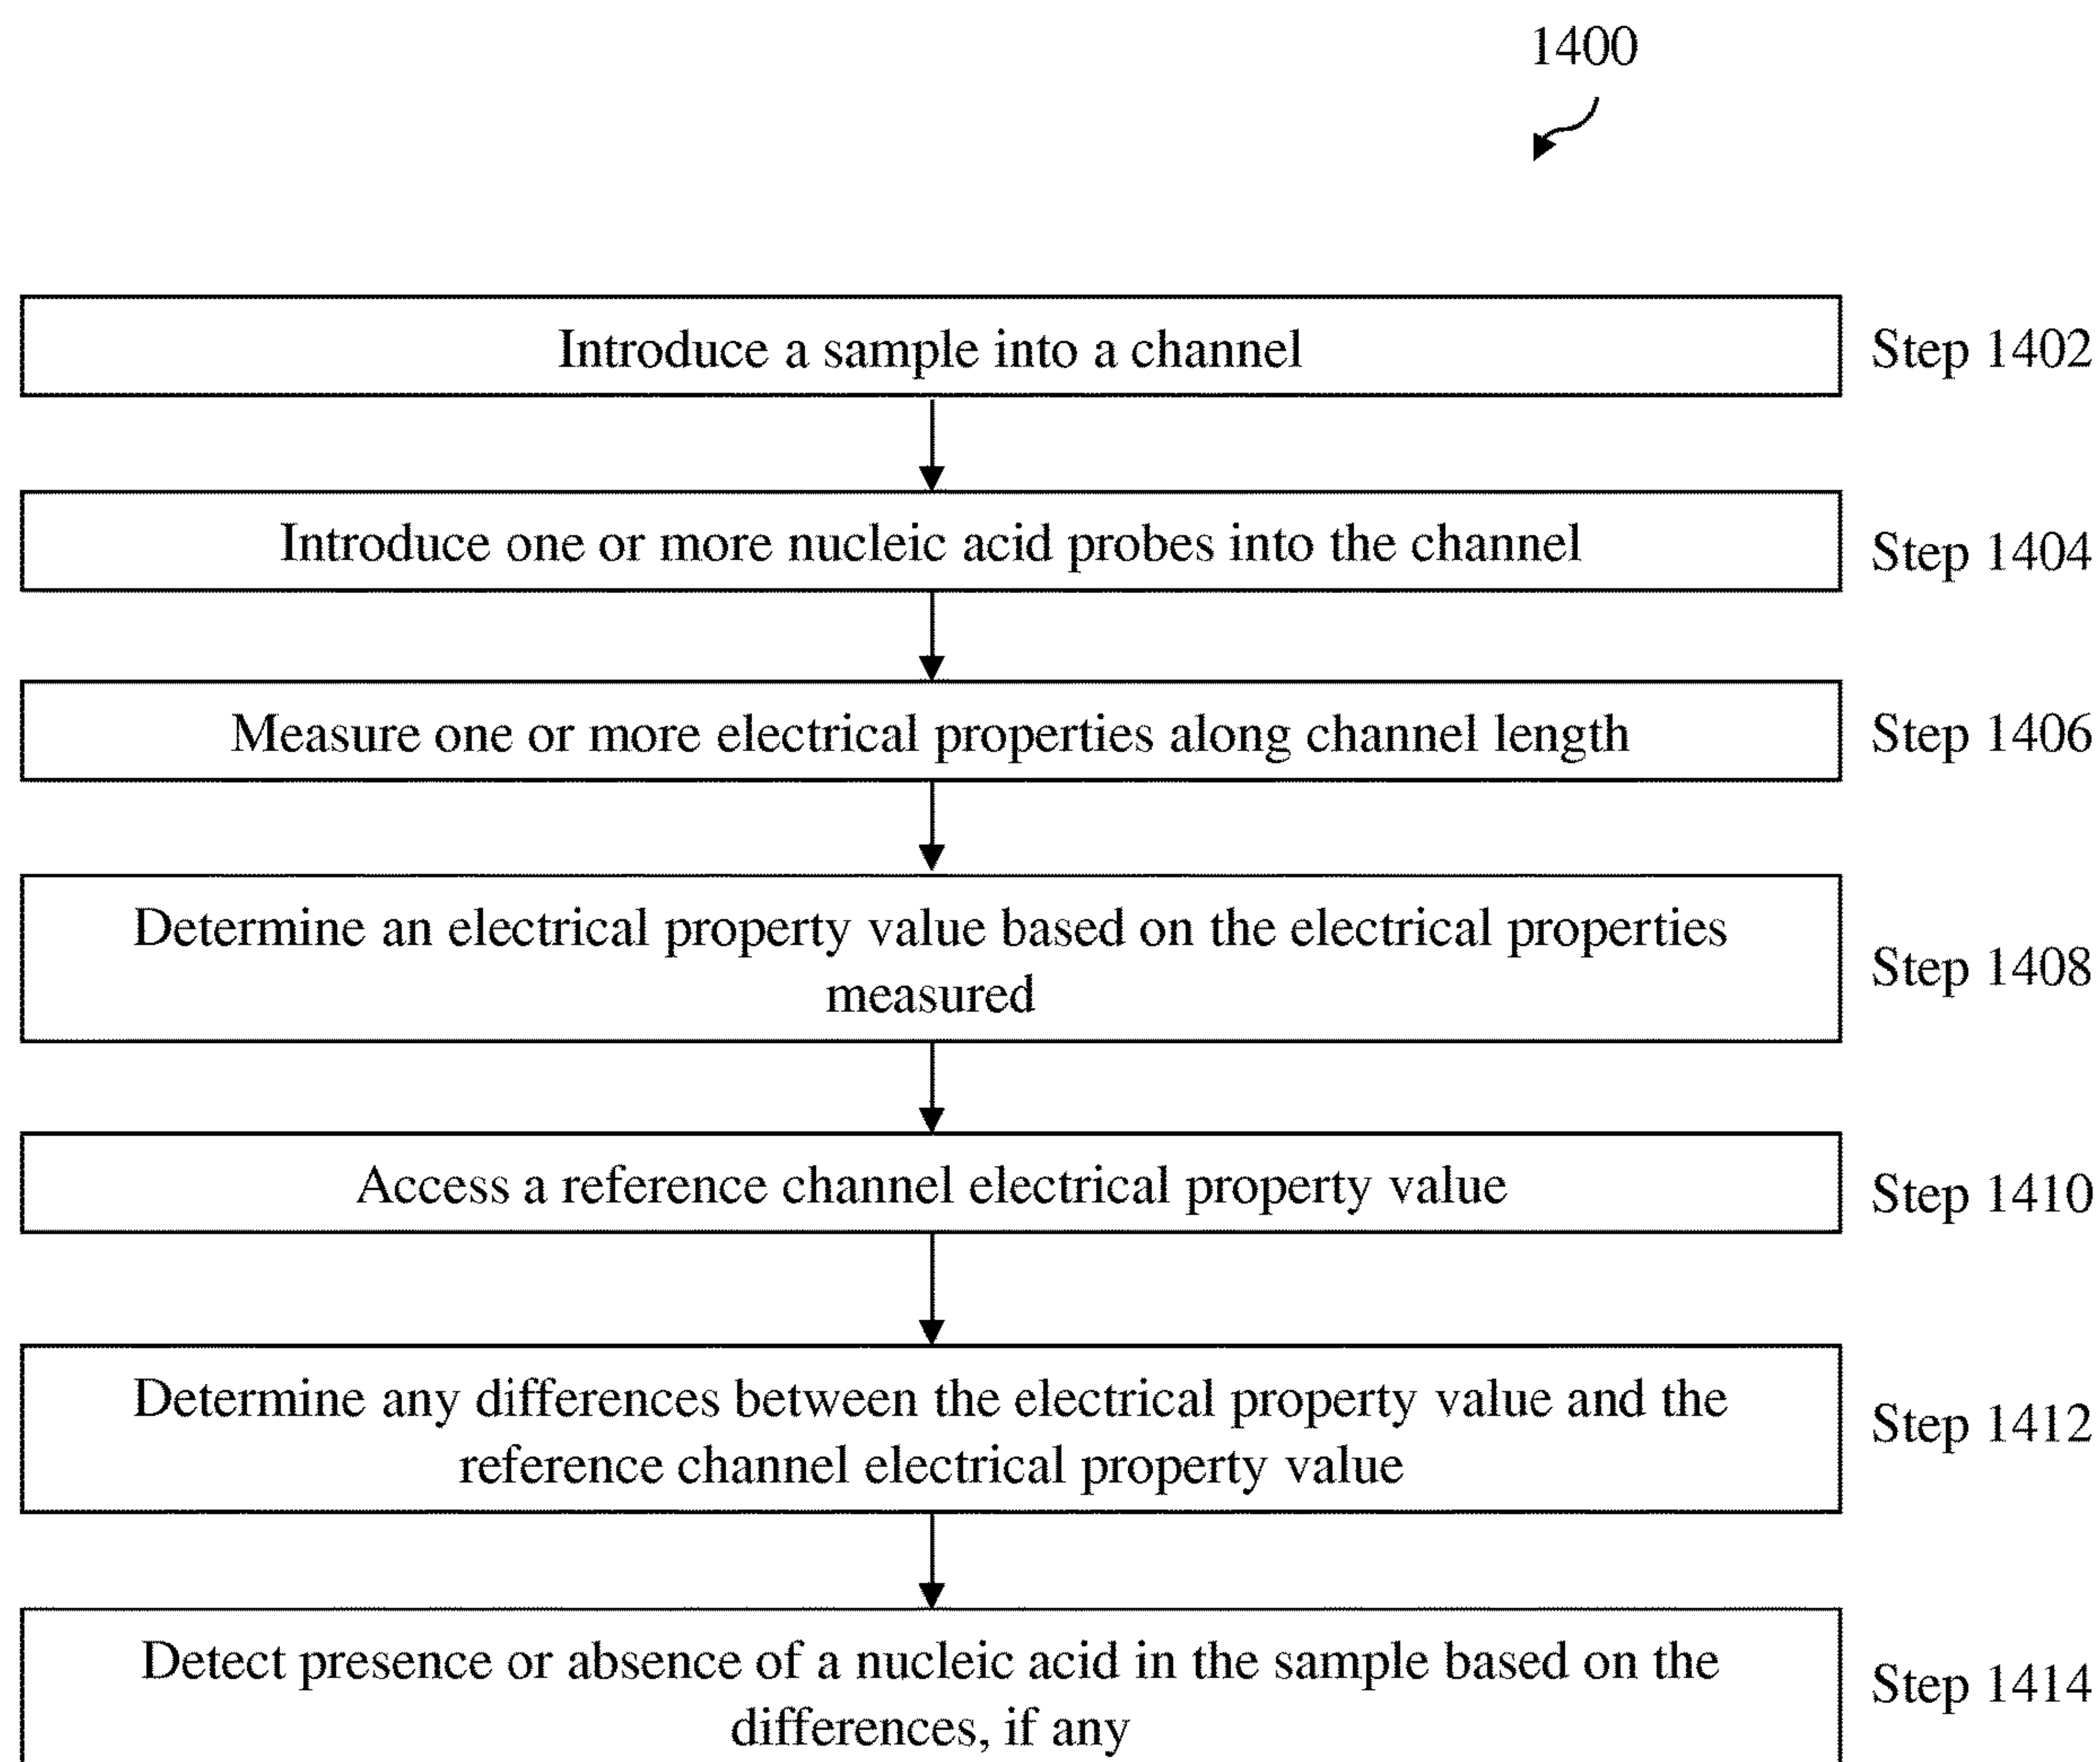 1400
Introduce a sample into a channel
Step 1402
Introduce one or more nucleic acid probes into the channel
Step 1404
Measure one or more electrical properties along channel length
Step 1406
Determine an electrical property value based on the electrical properties
measured
Step 1408
Access a reference channel electrical property value
Step 1410
Determine any differences between the electrical property value and the
reference channel electrical property value
Step 1412
Detect presence or absence of a nucleic acid in the sample based on the
differences, if any
Step 1414